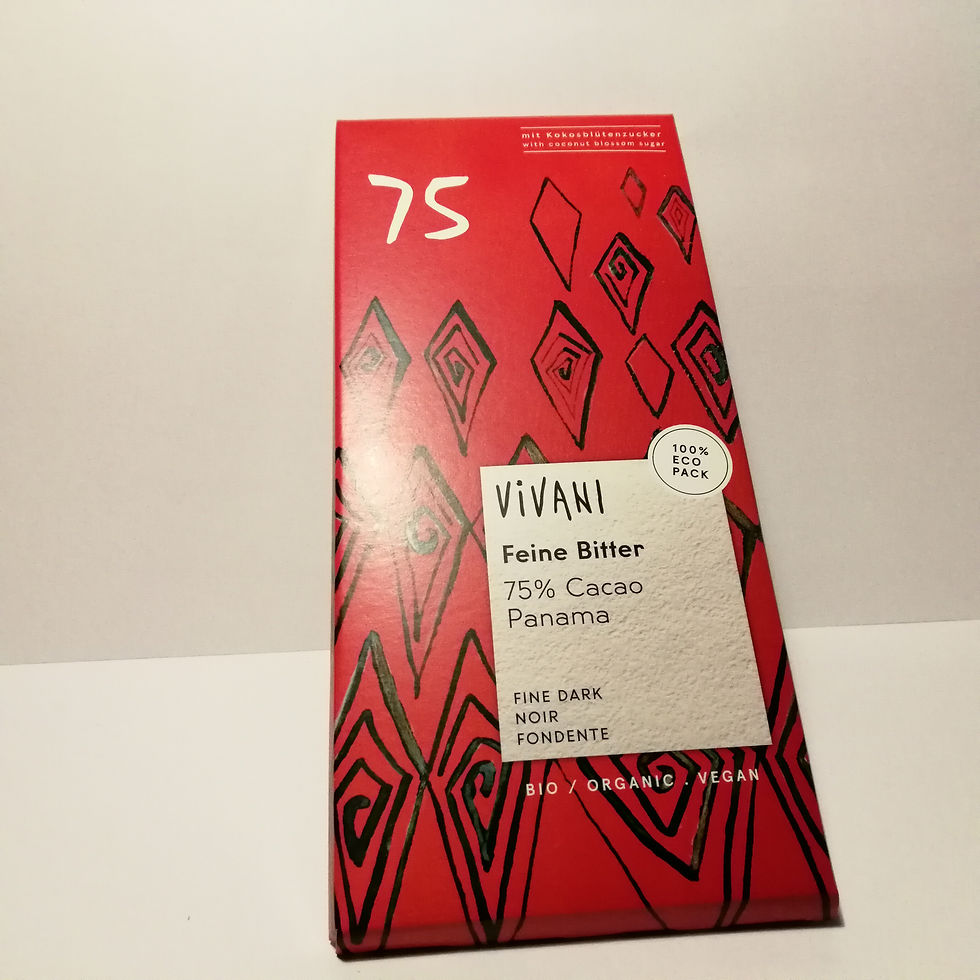 mit Kokosblütenzucker
with coconut blossom sugar
75
100%
ECO
PACK
ViVANI
Feine Bitter
75% Cacao
Panama
FINE DARK
NOIR
FONDENTE
BIO / ORGANIC . VEGAN